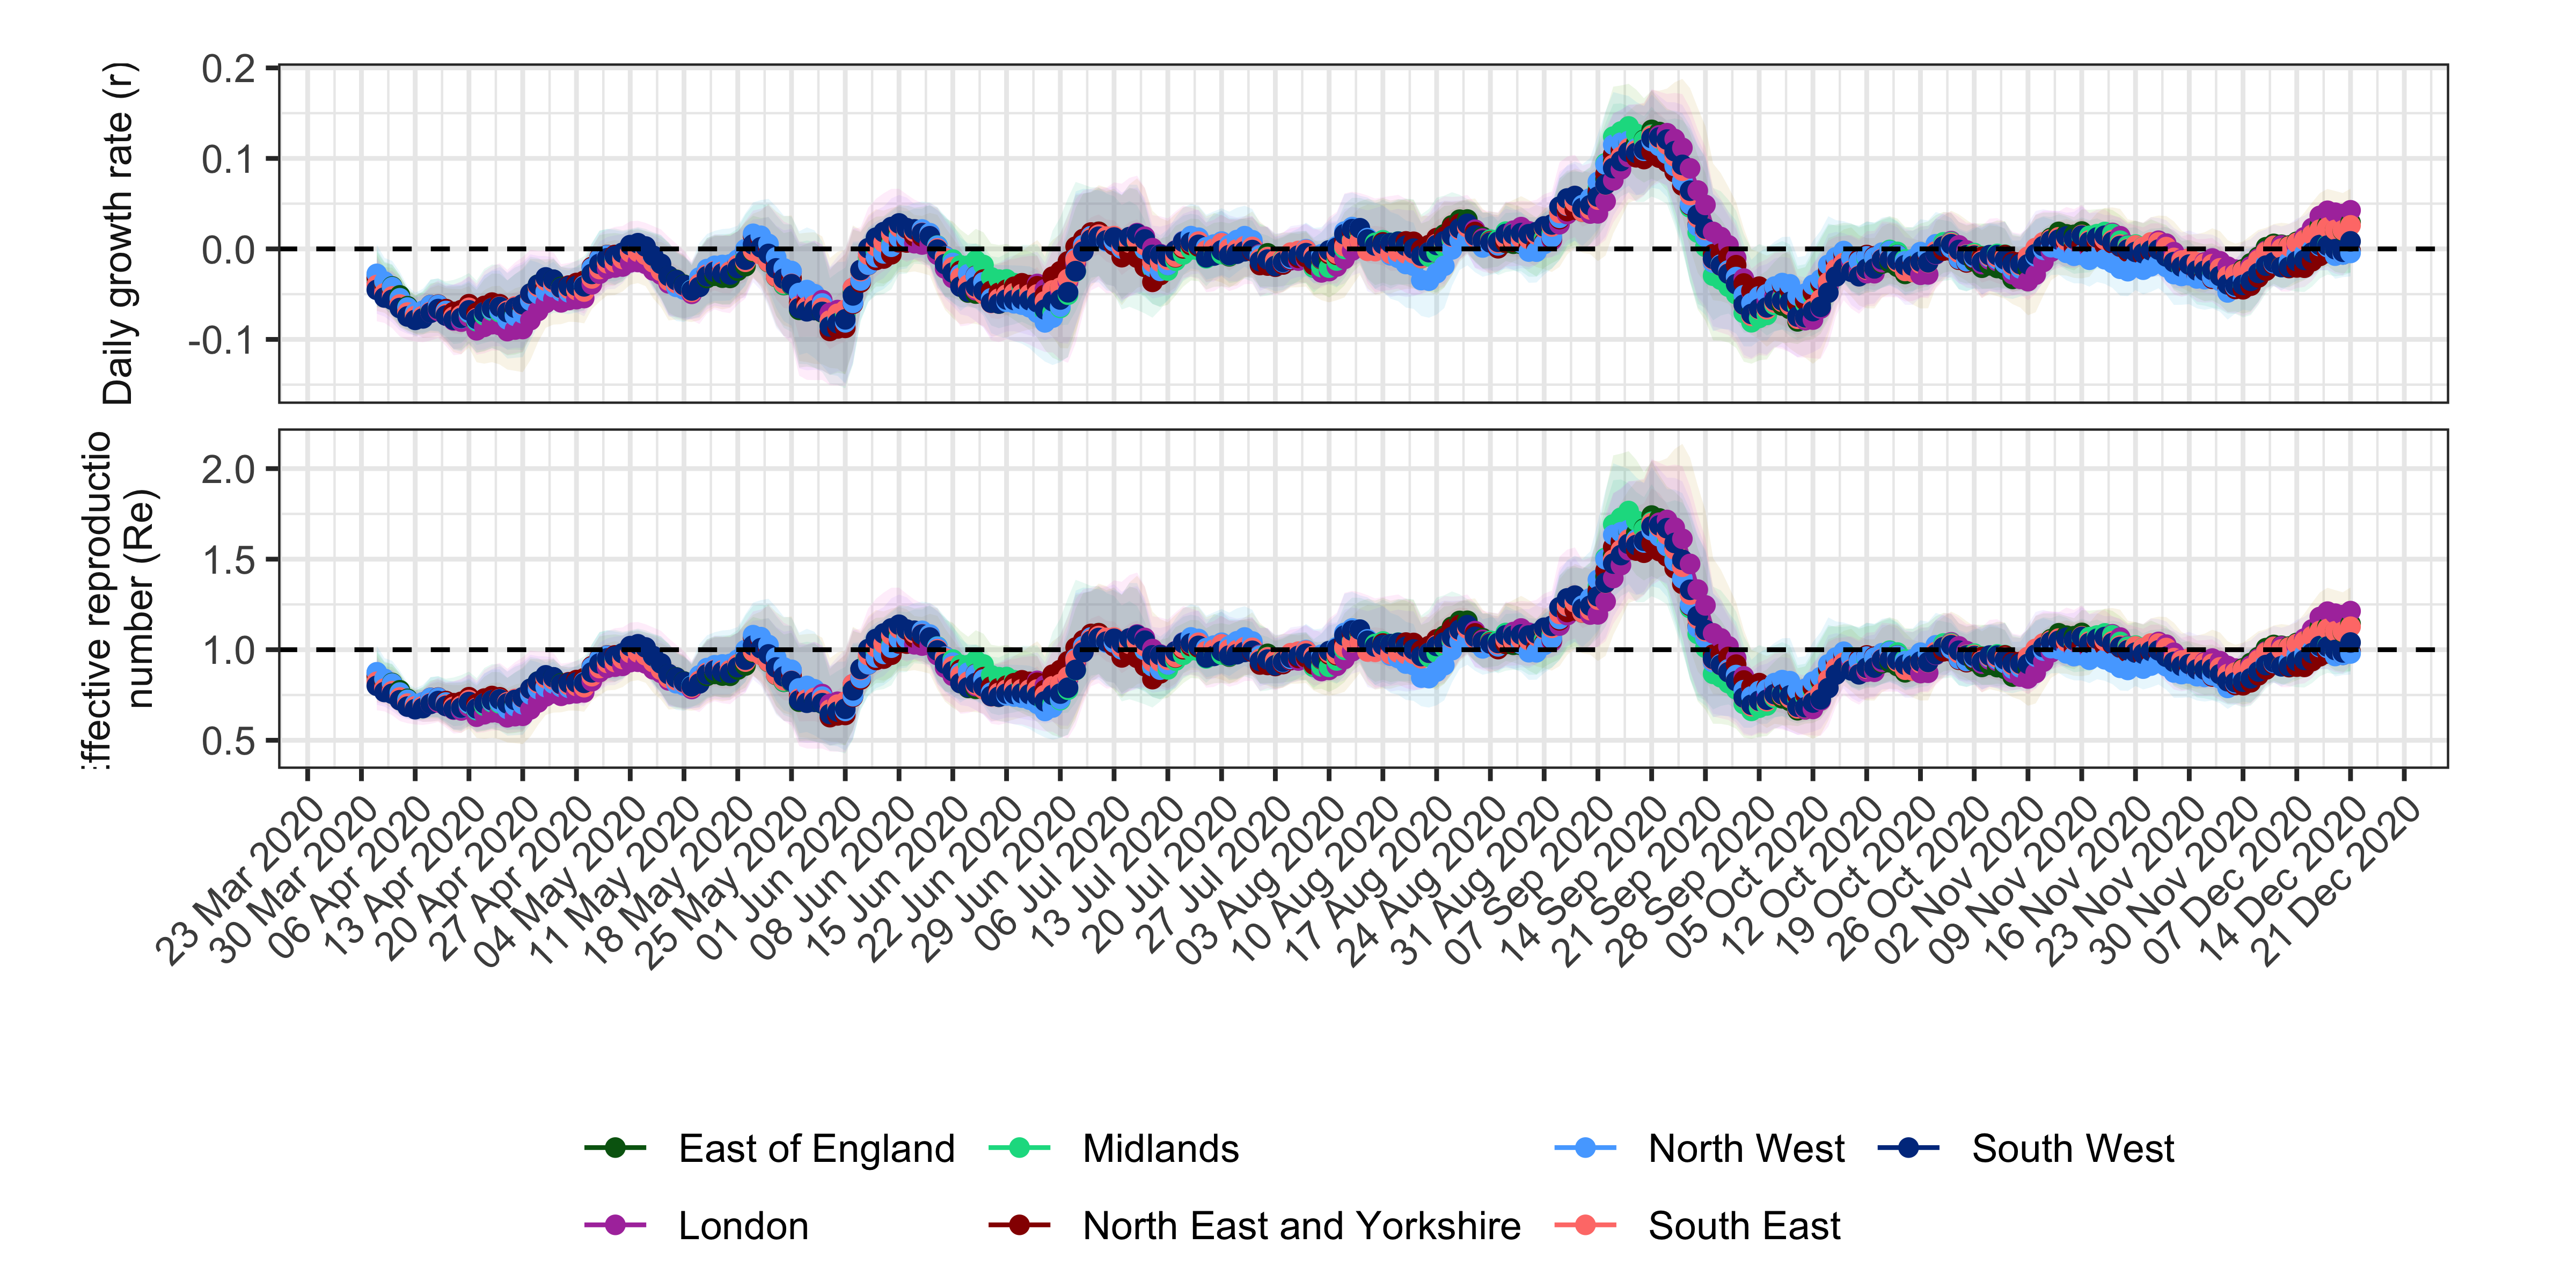 Daily growth rate (r)
0.2
0.1
0.0
-0.1
ffective reproductio
number (Re)
2.0
1.5
1.0
0.5
23 Mar 2020
30 Mar 2020
06 Apr 2020
13 Apr 2020
20 Apr 2020
27 Apr 2020
04 May 2020
11 May 2020
18 May 2020
25 May 2020
01 Jun 2020
08 Jun 2020
15 Jun 2020
22 Jun 2020
29 Jun 2020
06 Jul 2020
13 Jul 2020
20 Jul 2020
27 Jul 2020
03 Aug 2020
10 Aug 2020
17 Aug 2020
24 Aug 2020
31 Aug 2020
07 Sep 2020
14 Sep 2020
21 Sep 2020
28 Sep 2020
05 Oct 2020
12 Oct 2020
19 Oct 2020
26 Oct 2020
02 Nov 2020
09 Nov 2020
16 Nov 2020
23 Nov 2020
30 Nov 2020
07 Dec 2020
14 Dec 2020
21 Dec 2020
East of England
Midlands
North West
South West
London
North East and Yorkshire
South East